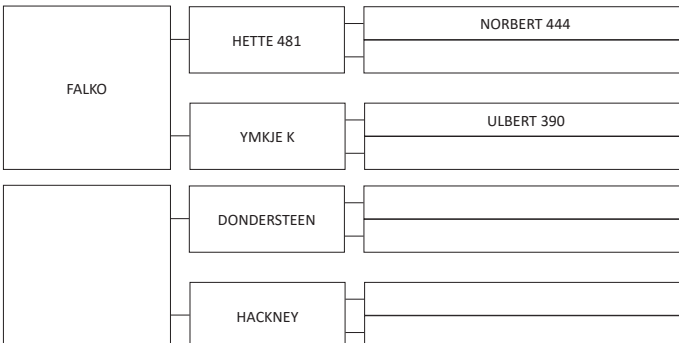 NORBERT 444
HETTE 481
FALKO
ULBERT 390
YMKJE K
DONDERSTEEN
HACKNEY